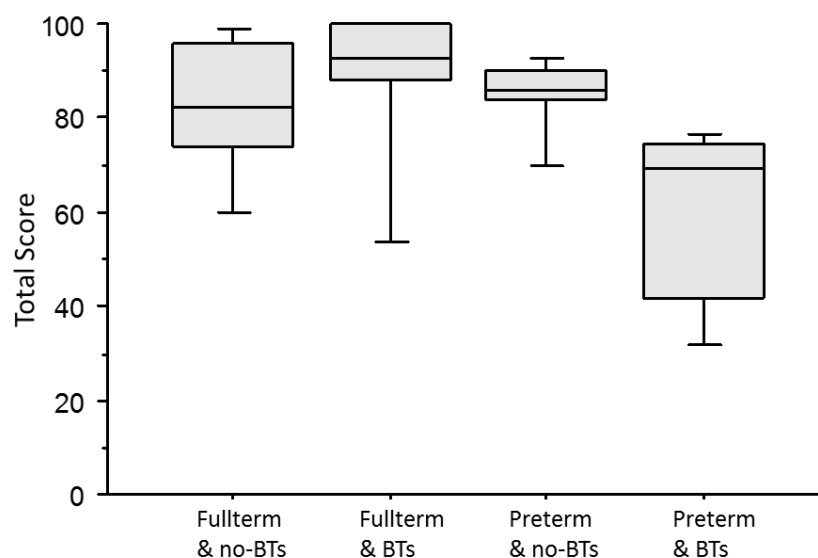 Total Score
100
80
60
40
20
0
Fullterm
& no-BTs
Fullterm
& BTs
Preterm
& no-BTs
Preterm
& BTs